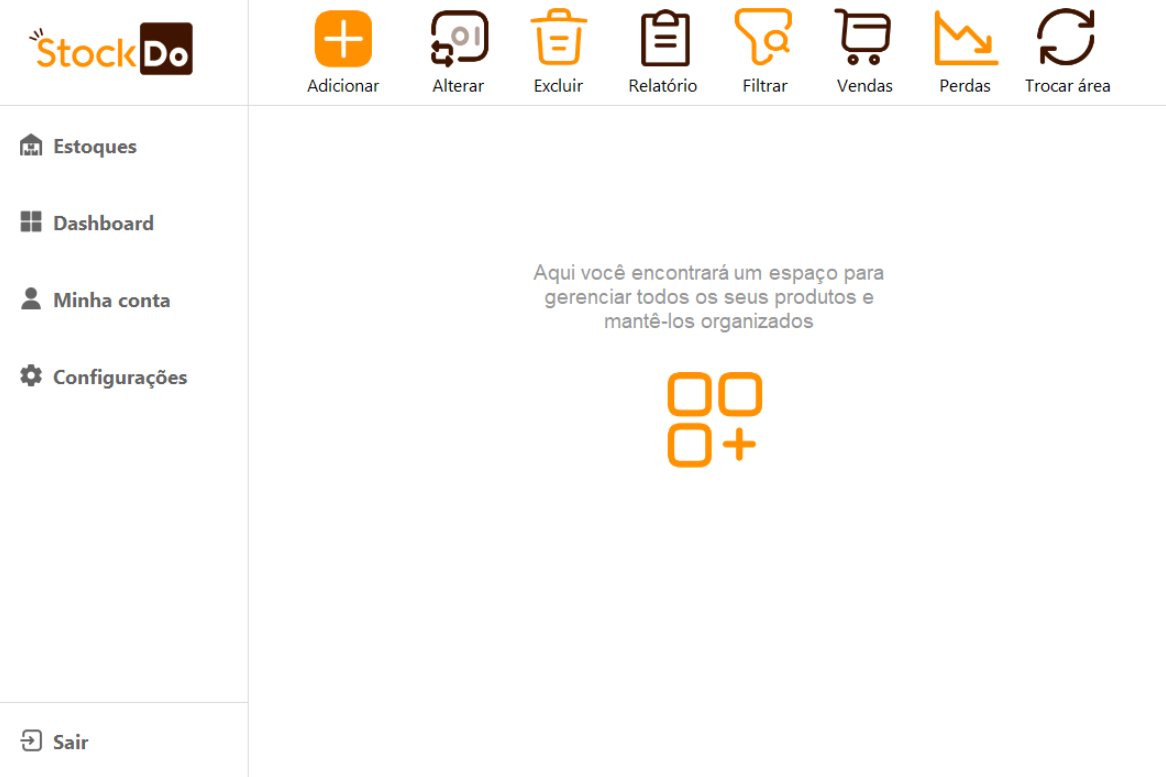 StockDo
Adicionar
Alterar
Excluir
Relatório
Filtrar
Vendas
Perdas
Trocar área
Estoques
Dashboard
Minha conta
Configurações
Aqui você encontrará um espaço para
gerenciar todos os seus produtos e
mantê-los organizados
Sair